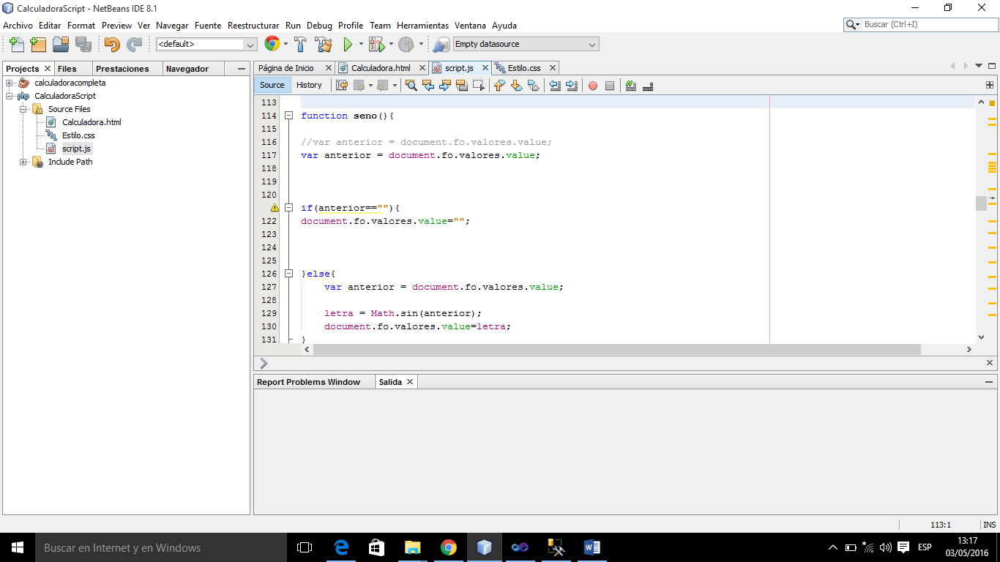 CalculadoraScript - NetBeans IDE 8.1
Archivo Editar Format Preview Ver Navegar Fuente Reestructurar Run Debug Profile Team Herramientas Ventana Ayuda
Buscar (Ctrl+I)
<default>
Empty datasource
Projects Files Prestaciones Navegador
calculadoracompleta
CalculadoraScript
Source Files
Calculadora.html
Estilo.css
script.js
Include Path
Página de Inicio Calculadora.html script.js Estilo.css
Source History
113
114 function seno(){
115
116 //var anterior = document.fo.valores.value;
117 var anterior = document.fo.valores.value;
118
119
120
if(anterior==""){
122 document.fo.valores.value="";
123
124
125
126 }else{
127 var anterior = document.fo.valores.value;
128
129 letra = Math.sin(anterior);
130 document.fo.valores.value=letra;
131 }
Report Problems Window Salida
113:1 INS
Buscar en Internet y en Windows
ESP
13:17
03/05/2016